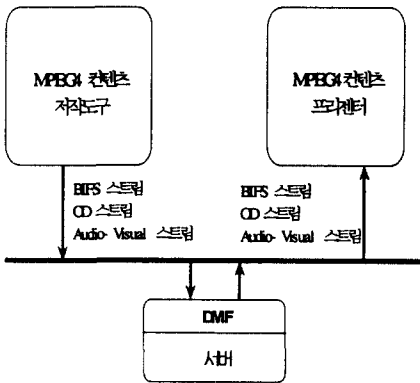 MPEG4 컨텐츠
저작도구
MPEG4 컨텐츠
프리젠터
BIFS 스트림
OD 스트림
Audio- Visual 스트림
BIFS 스트림
OD 스트림
Audio- Visual 스트림
DMIF
서버